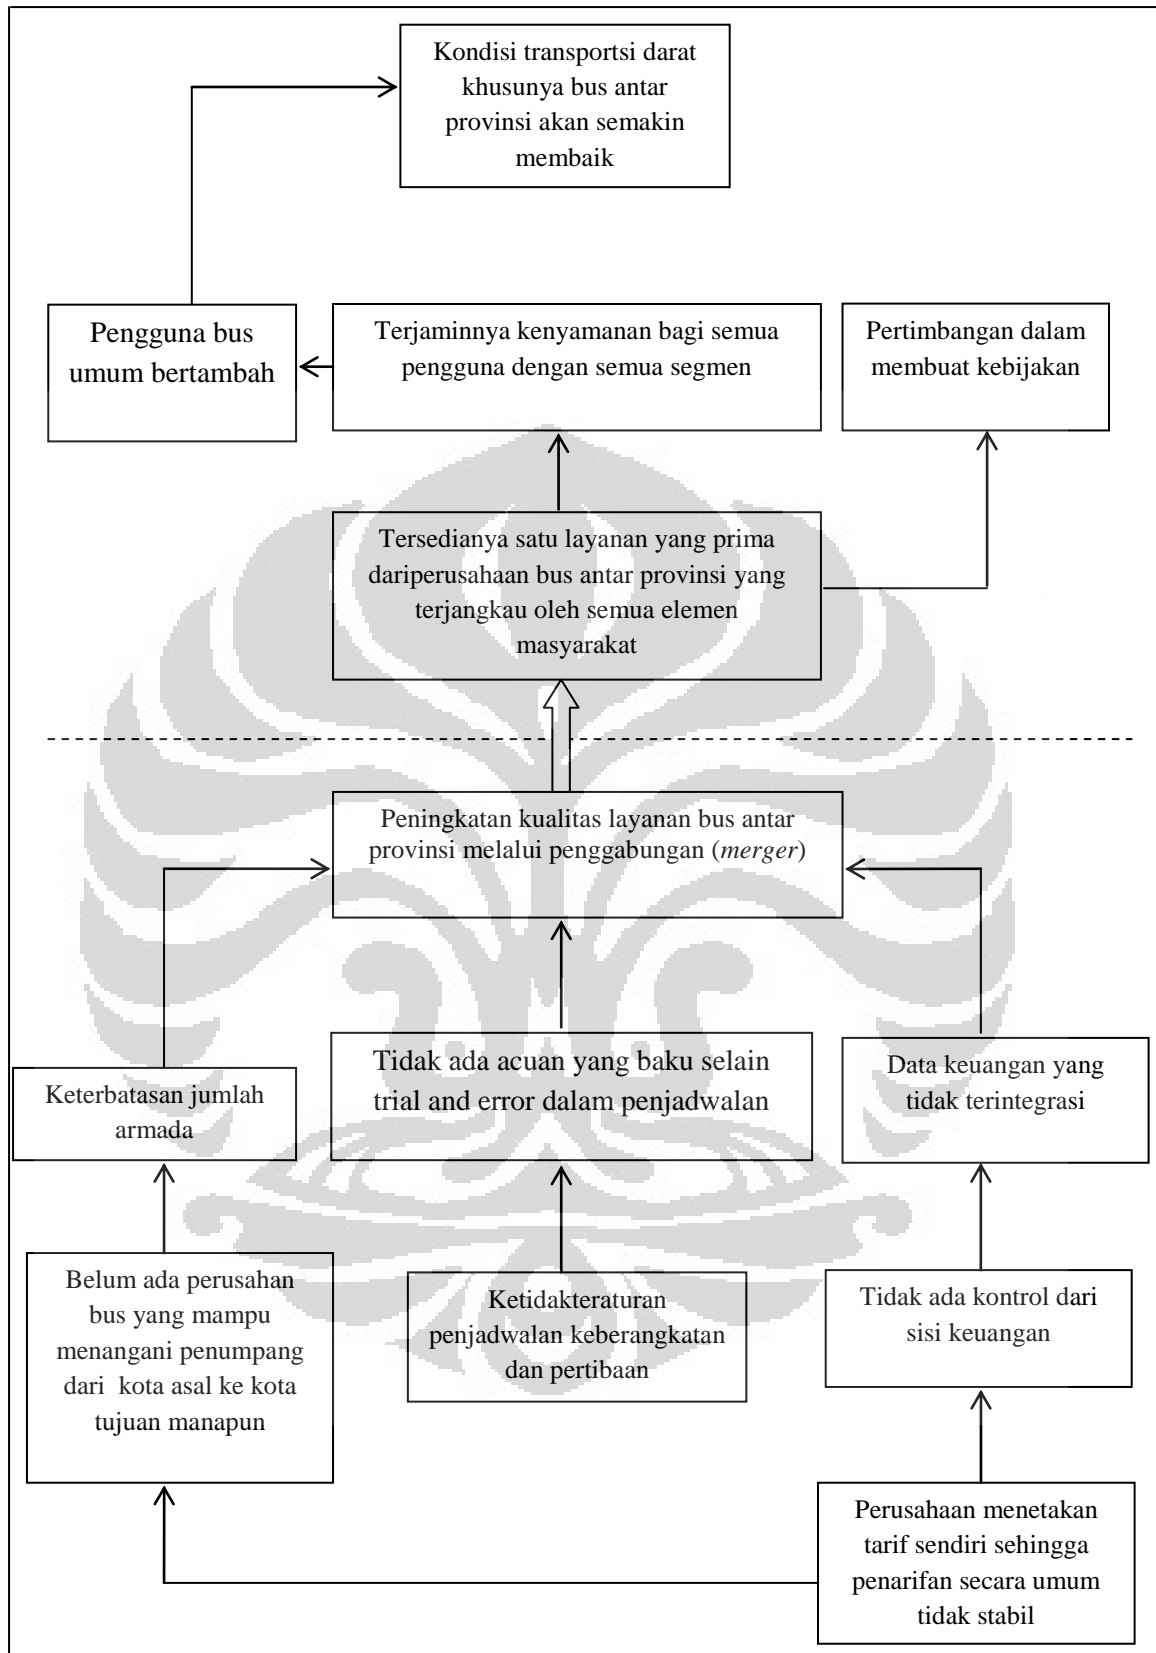 Kondisi transportsi darat
khusunya bus antar
provinsi akan semakin
membaik
Pengguna bus
umum bertambah
Terjaminnya kenyamanan bagi semua
pengguna dengan semua segmen
Pertimbangan dalam
membuat kebijakan
Tersedianya satu layanan yang prima
dariperusahaan bus antar provinsi yang
terjangkau oleh semua elemen
masyarakat
Peningkatan kualitas layanan bus antar
provinsi melalui penggabungan (merger)
Keterbatasan jumlah
armada
Tidak ada acuan yang baku selain
trial and error dalam penjadwalan
Data keuangan yang
tidak terintegrasi
Belum ada perusahan
bus yang mampu
menangani penumpang
dari kota asal ke kota
tujuan manapun
Ketidakteraturan
penjadwalan keberangkatan
dan pertibaan
Tidak ada kontrol dari
sisi keuangan
Perusahaan menetakan
tarif sendiri sehingga
penarifan secara umum
tidak stabil